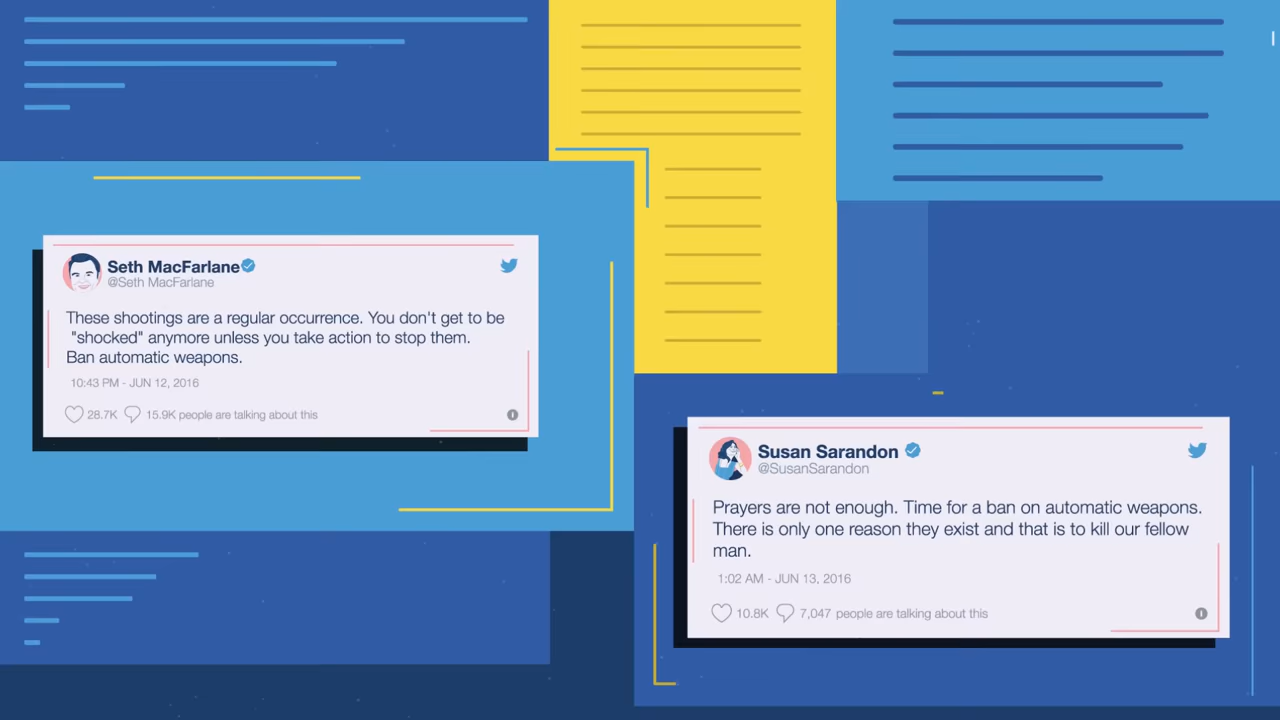 Seth MacFarlane
@Seth MacFarlane
These shootings are a regular occurrence. You don't get to be
"shocked" anymore unless you take action to stop them.
Ban automatic weapons.
10:43 PM - JUN 12, 2016
28.7K 15.9K people are talking about this
Susan Sarandon
@SusanSarandon
Prayers are not enough. Time for a ban on automatic weapons.
There is only one reason they exist and that is to kill our fellow
man.
1:02 AM - JUN 13, 2016
10.8K 7,047 people are talking about this